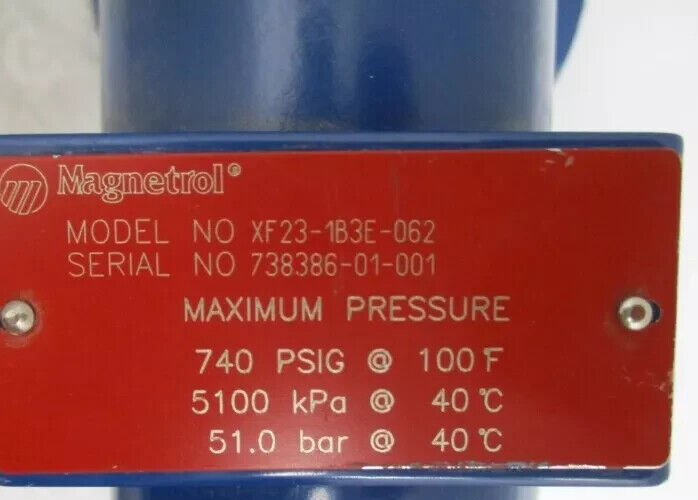 Magnetrol®
MODEL NO XF23-1B3E-062
SERIAL NO 738386-01-001
MAXIMUM PRESSURE
740 PSIG @ 100°F
5100 kPa @ 40°C
51.0 bar @ 40°C